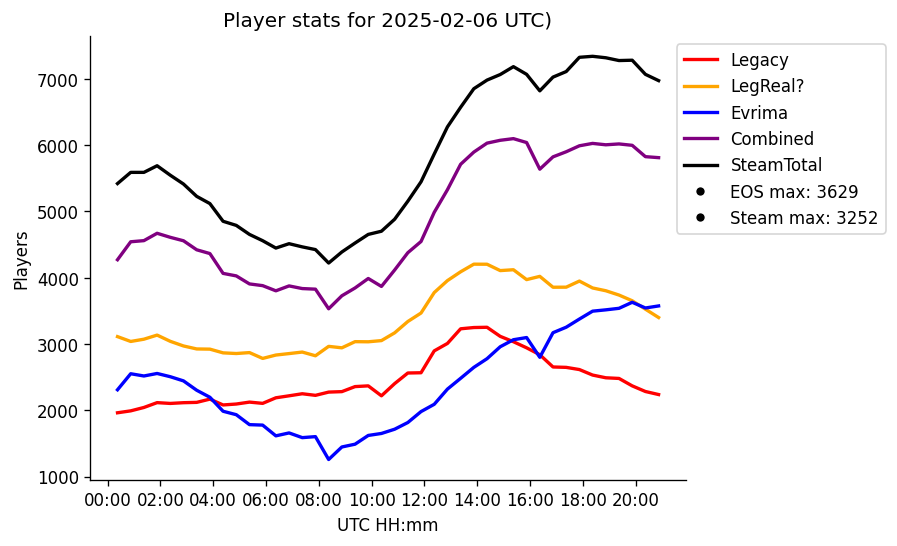 Player stats for 2025-02-06 UTC)
Legacy
LegReal?
Evrima
Combined
SteamTotal
EOS max: 3629
Steam max: 3252
Players
7000
6000
5000
4000
3000
2000
1000
00:00 02:00 04:00 06:00 08:00 10:00 12:00 14:00 16:00 18:00 20:00
UTC HH:mm